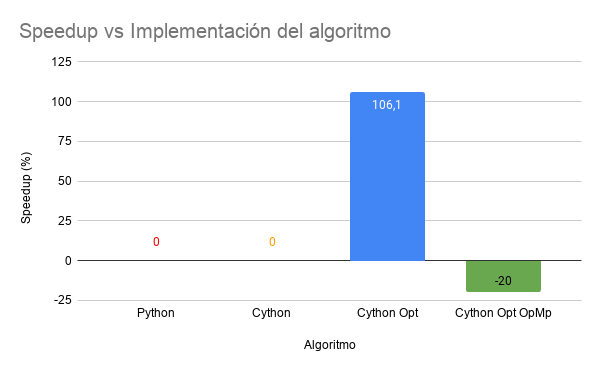 Speedup vs Implementación del algoritmo
Speedup (%)
125
100
75
50
25
0
-25
0
0
106,1
-20
Python
Cython
Cython Opt
Cython Opt OpMp
Algoritmo